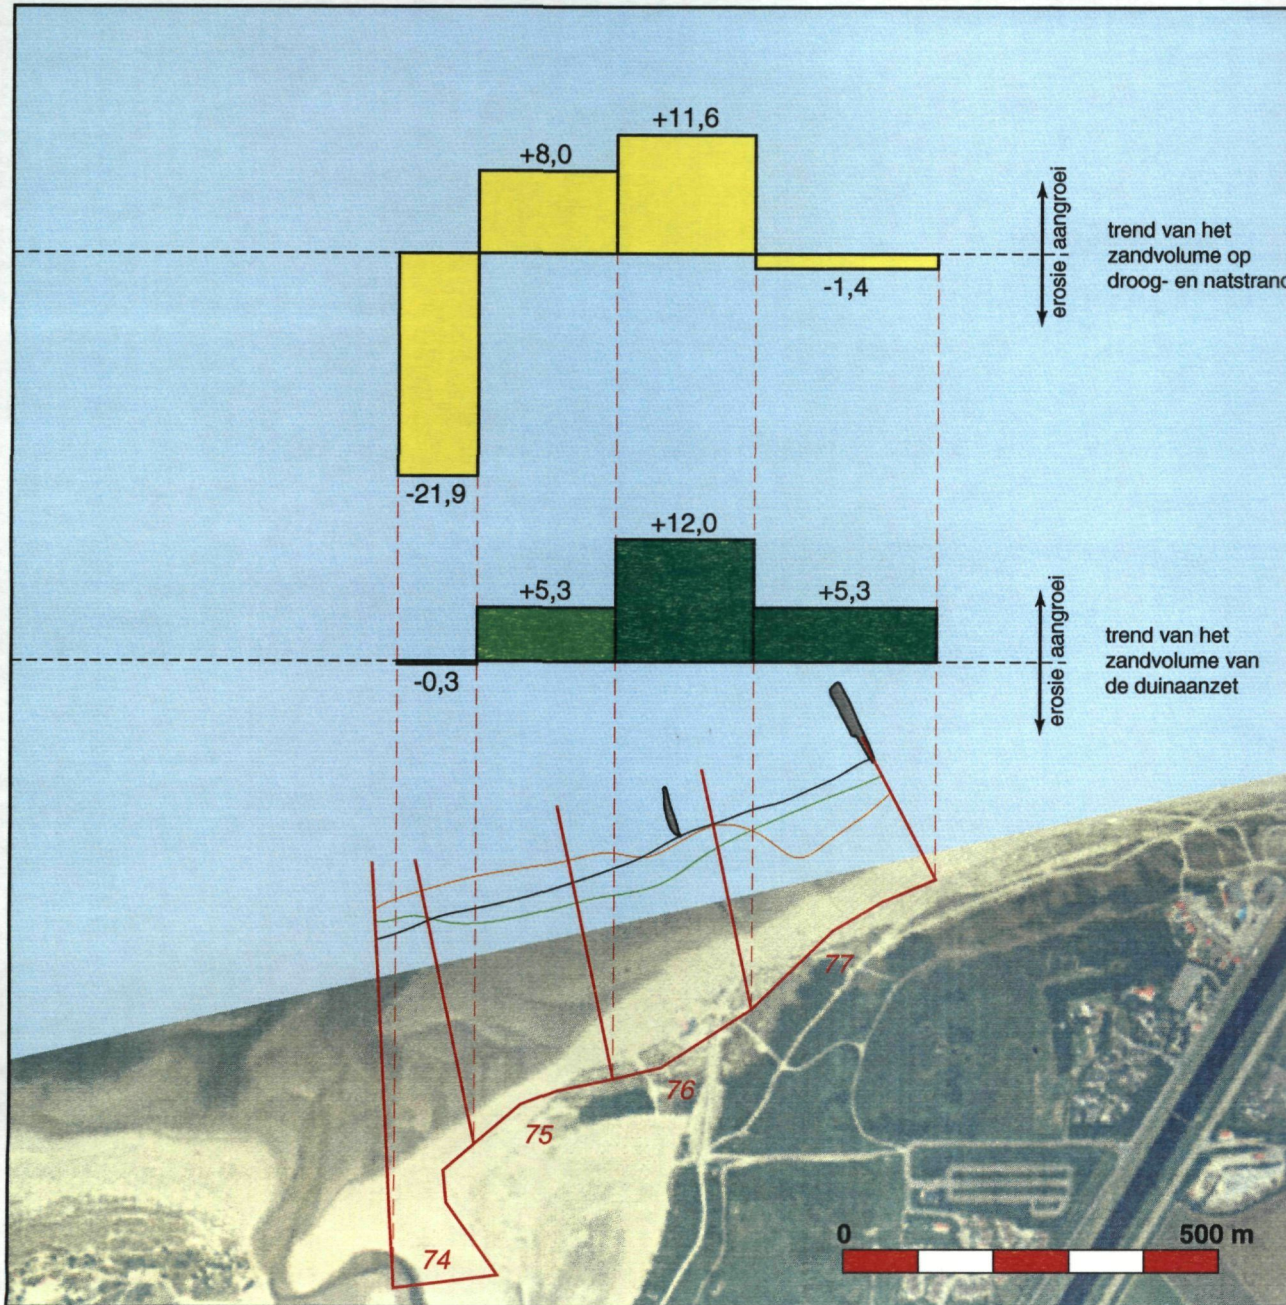 +11,6
+8,0
erosie aangroei
trend van het
zandvolume op
droog- en natstrand
-1,4
-21,9
+12,0
+5,3
+5,3
erosie aangroei
trend van het
zandvolume van
de duinaanzet
-0,3
77
76
75
74
0
500 m